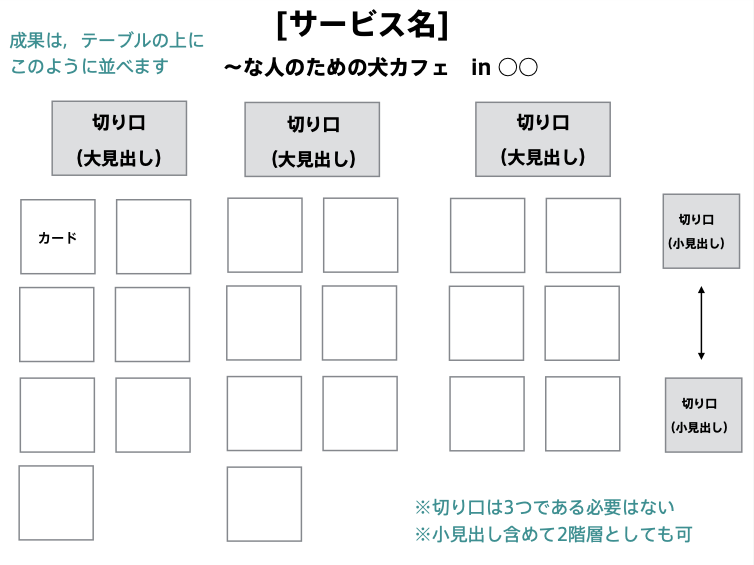 [サービス名]
成果は，テーブルの上に
このように並べます
～な人のための犬カフェ　in ○○
切り口
(大見出し)
切り口
(大見出し)
切り口
(大見出し)
カード
切り口
(小見出し)
切り口
(小見出し)
※切り口は3つである必要はない
※小見出し含めて2階層としても可